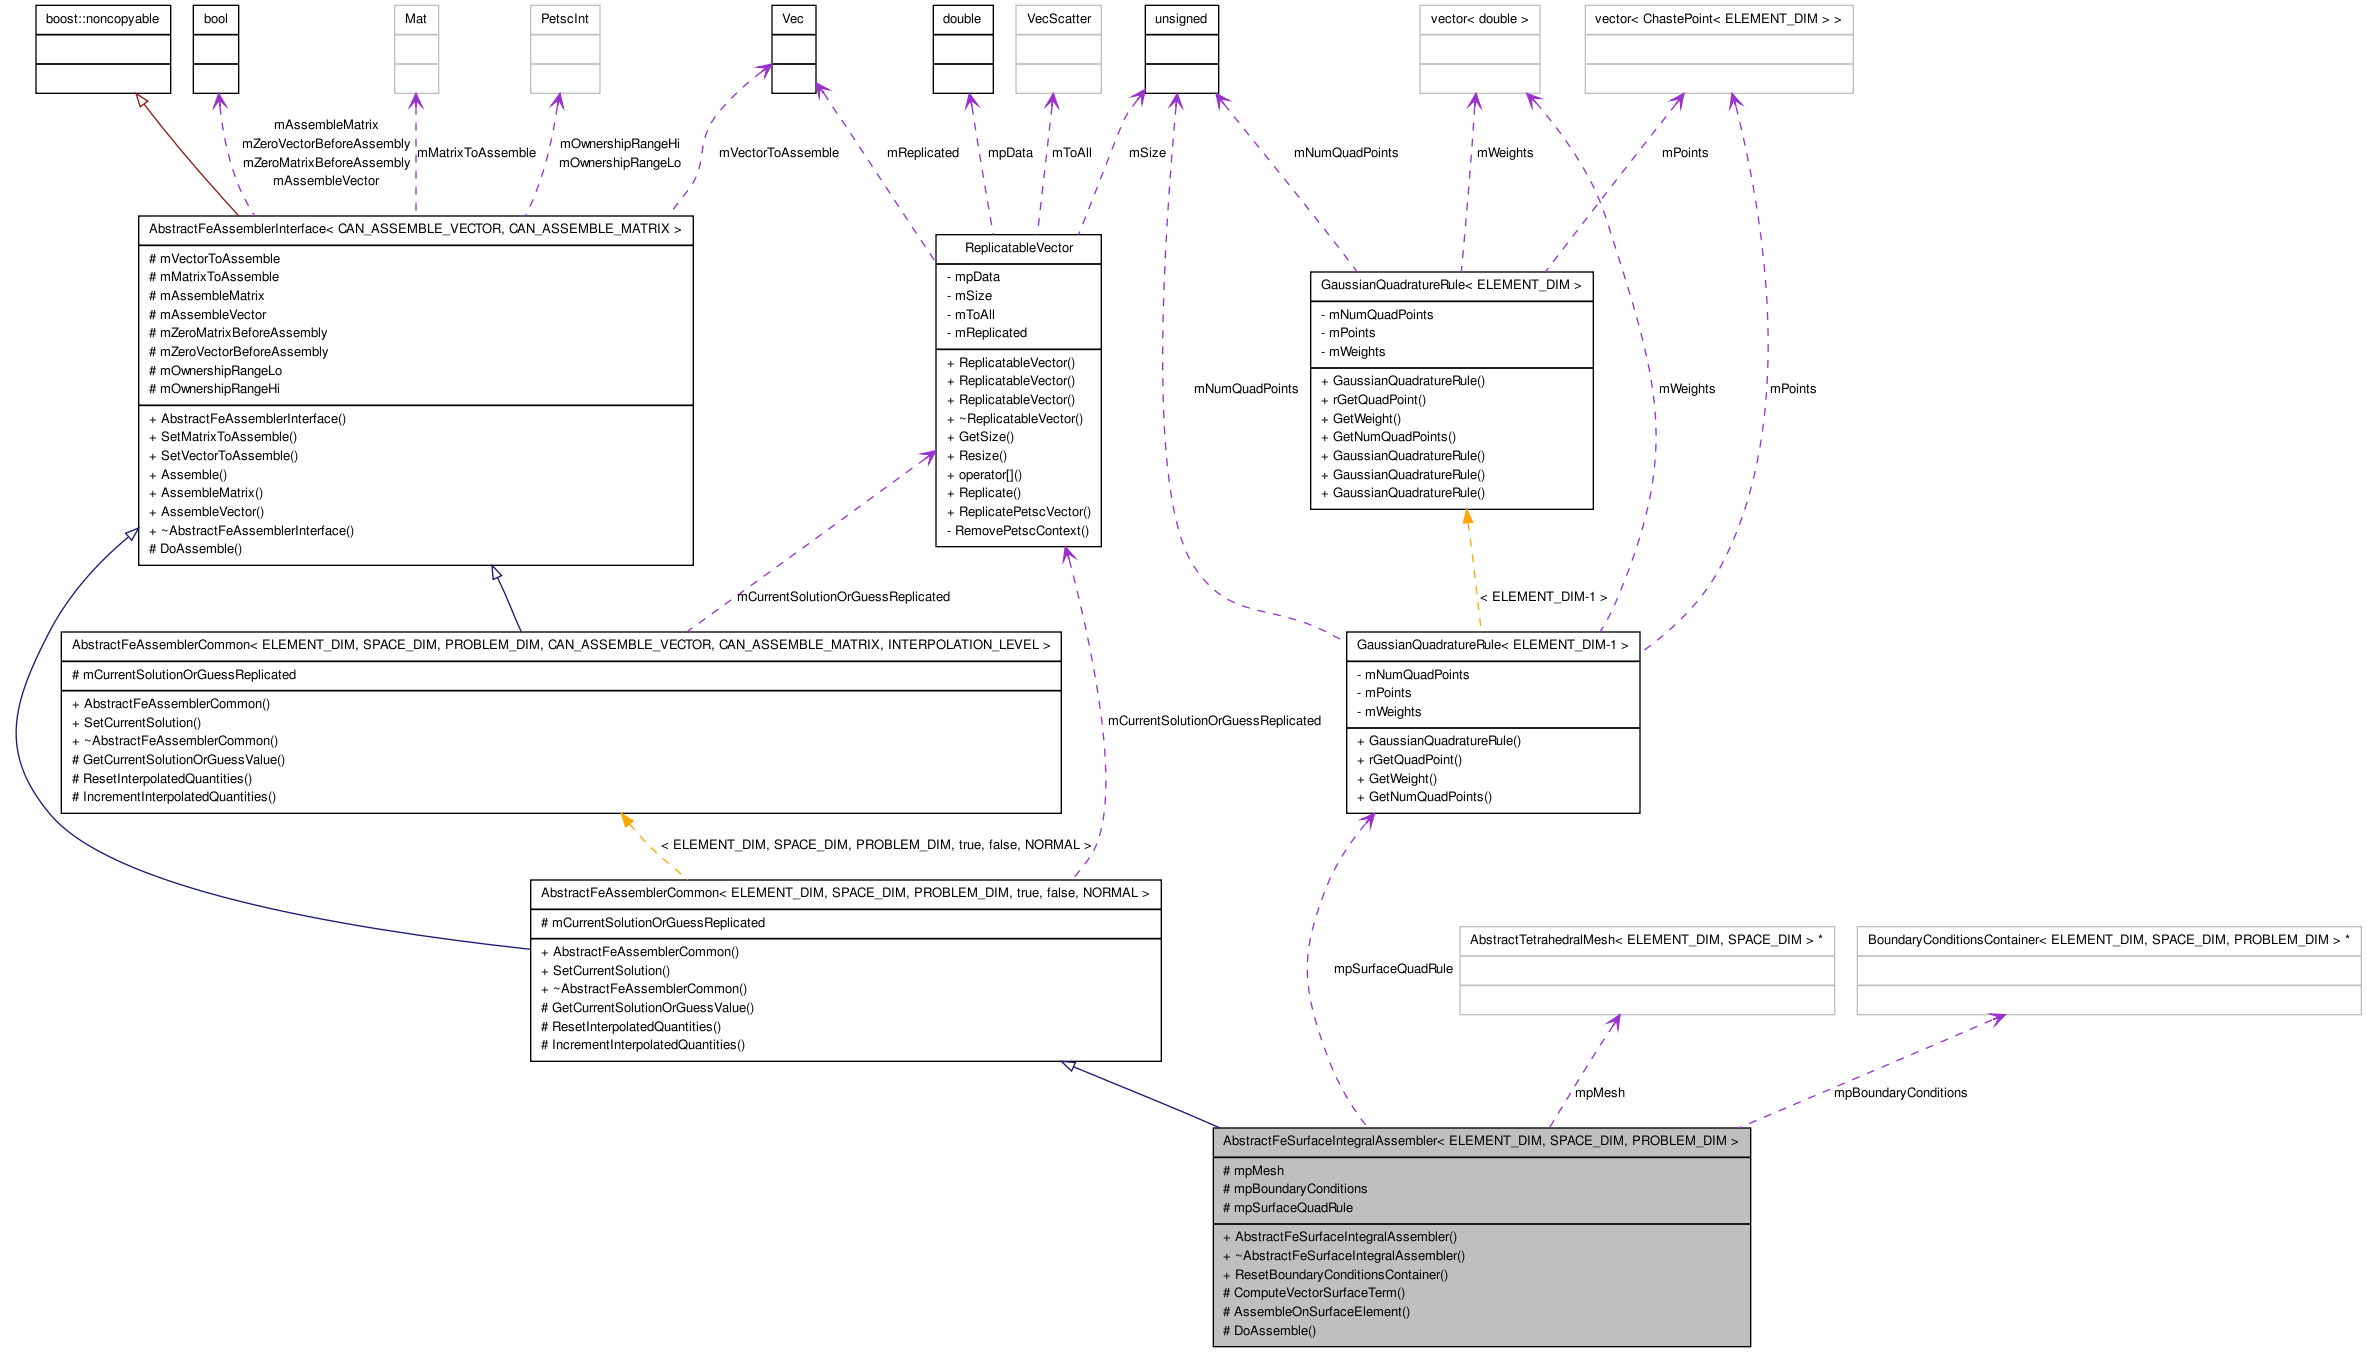 boost::noncopyable
bool
Mat
PetscInt
Vec
double
VecScatter
unsigned
vector< double >
vector< ChastePoint< ELEMENT_DIM > >
mAssembleMatrix
mZeroVectorBeforeAssembly
mZeroMatrixBeforeAssembly
mAssembleVector
mMatrixToAssemble
mOwnershipRangeHi
mOwnershipRangeLo
mVectorToAssemble
mReplicated
mpData
mToAll
mSize
mNumQuadPoints
mWeights
mPoints
AbstractFeAssemblerInterface< CAN_ASSEMBLE_VECTOR, CAN_ASSEMBLE_MATRIX >
# mVectorToAssemble
# mMatrixToAssemble
# mAssembleMatrix
# mAssembleVector
# mZeroMatrixBeforeAssembly
# mZeroVectorBeforeAssembly
# mOwnershipRangeLo
# mOwnershipRangeHi
+ AbstractFeAssemblerInterface()
+ SetMatrixToAssemble()
+ SetVectorToAssemble()
+ Assemble()
+ AssembleMatrix()
+ AssembleVector()
+ ~AbstractFeAssemblerInterface()
# DoAssemble()
ReplicatableVector
- mpData
- mSize
- mToAll
- mReplicated
+ ReplicatableVector()
+ ReplicatableVector()
+ ReplicatableVector()
+ ~ReplicatableVector()
+ GetSize()
+ Resize()
+ operator[]()
+ Replicate()
+ ReplicatePetscVector()
- RemovePetscContext()
GaussianQuadratureRule< ELEMENT_DIM >
- mNumQuadPoints
- mPoints
- mWeights
+ GaussianQuadratureRule()
+ rGetQuadPoint()
+ GetWeight()
+ GetNumQuadPoints()
+ GaussianQuadratureRule()
+ GaussianQuadratureRule()
+ GaussianQuadratureRule()
mNumQuadPoints
mWeights
mPoints
mCurrentSolutionOrGuessReplicated
< ELEMENT_DIM-1 >
AbstractFeAssemblerCommon< ELEMENT_DIM, SPACE_DIM, PROBLEM_DIM, CAN_ASSEMBLE_VECTOR, CAN_ASSEMBLE_MATRIX, INTERPOLATION_LEVEL >
# mCurrentSolutionOrGuessReplicated
+ AbstractFeAssemblerCommon()
+ SetCurrentSolution()
+ ~AbstractFeAssemblerCommon()
# GetCurrentSolutionOrGuessValue()
# ResetInterpolatedQuantities()
# IncrementInterpolatedQuantities()
mCurrentSolutionOrGuessReplicated
GaussianQuadratureRule< ELEMENT_DIM-1 >
- mNumQuadPoints
- mPoints
- mWeights
+ GaussianQuadratureRule()
+ rGetQuadPoint()
+ GetWeight()
+ GetNumQuadPoints()
< ELEMENT_DIM, SPACE_DIM, PROBLEM_DIM, true, false, NORMAL >
AbstractFeAssemblerCommon< ELEMENT_DIM, SPACE_DIM, PROBLEM_DIM, true, false, NORMAL >
# mCurrentSolutionOrGuessReplicated
+ AbstractFeAssemblerCommon()
+ SetCurrentSolution()
+ ~AbstractFeAssemblerCommon()
# GetCurrentSolutionOrGuessValue()
# ResetInterpolatedQuantities()
# IncrementInterpolatedQuantities()
mpSurfaceQuadRule
AbstractTetrahedralMesh< ELEMENT_DIM, SPACE_DIM > *
BoundaryConditionsContainer< ELEMENT_DIM, SPACE_DIM, PROBLEM_DIM > *
mpMesh
mpBoundaryConditions
AbstractFeSurfaceIntegralAssembler< ELEMENT_DIM, SPACE_DIM, PROBLEM_DIM >
# mpMesh
# mpBoundaryConditions
# mpSurfaceQuadRule
+ AbstractFeSurfaceIntegralAssembler()
+ ~AbstractFeSurfaceIntegralAssembler()
+ ResetBoundaryConditionsContainer()
# ComputeVectorSurfaceTerm()
# AssembleOnSurfaceElement()
# DoAssemble()